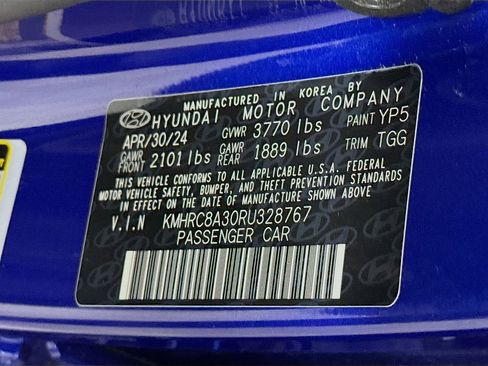 MANUFACTURED IN KOREA BY
HYUNDAI MOTOR COMPANY
APR/30/24 GVWR 3770 lbs PAINT YP5
GAWR FRONT 2101 lbs GAWR REAR 1889 lbs TRIM TGG
THIS VEHICLE CONFORMS TO ALL APPLICABLE U.S.A. FEDERAL
MOTOR VEHICLE SAFETY, BUMPER, AND THEFT PREVENTION STANDARDS
IN EFFECT ON THE DATE OF MANUFACTURE SHOWN ABOVE.
V.I.N KMHRC8A30RU328767
PASSENGER CAR